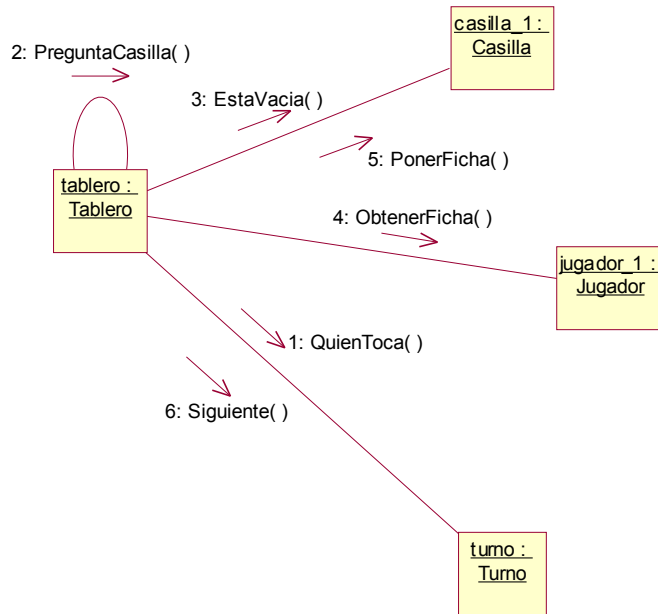 casilla_1 :
Casilla
2: PreguntaCasilla( )
3: EstaVacia( )
5: PonerFicha( )
tablero :
Tablero
4: ObtenerFicha( )
jugador_1 :
Jugador
1: QuienToca( )
6: Siguiente( )
turno :
Turno